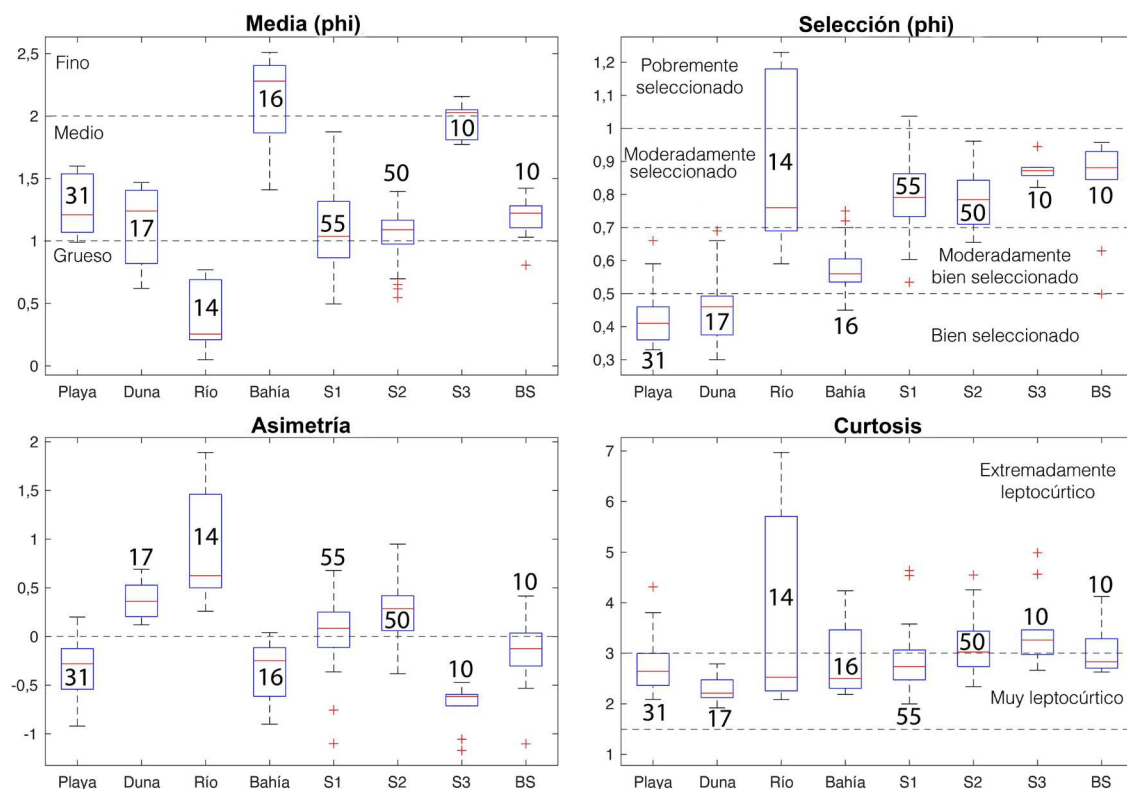 Media (phi)
2,5
2
1,5
1
0,5
0
Fino
Medio
Grueso
31
17
14
16
55
50
10
10
Playa
Duna
Río
Bahía
S1
S2
S3
BS
Selección (phi)
1,2
1,1
1
0,9
0,8
0,7
0,6
0,5
0,4
0,3
Pobremente
seleccionado
Moderadamente
seleccionado
Moderadamente
bien seleccionado
Bien seleccionado
31
17
14
16
55
50
10
10
Playa
Duna
Río
Bahía
S1
S2
S3
BS
Asimetría
2
1,5
1
0,5
0
-0,5
-1
31
17
14
16
55
50
10
10
Playa
Duna
Río
Bahía
S1
S2
S3
BS
Curtosis
7
6
5
4
3
2
1
Extremadamente
leptocúrtico
Muy leptocúrtico
31
17
14
16
55
50
10
10
Playa
Duna
Río
Bahía
S1
S2
S3
BS